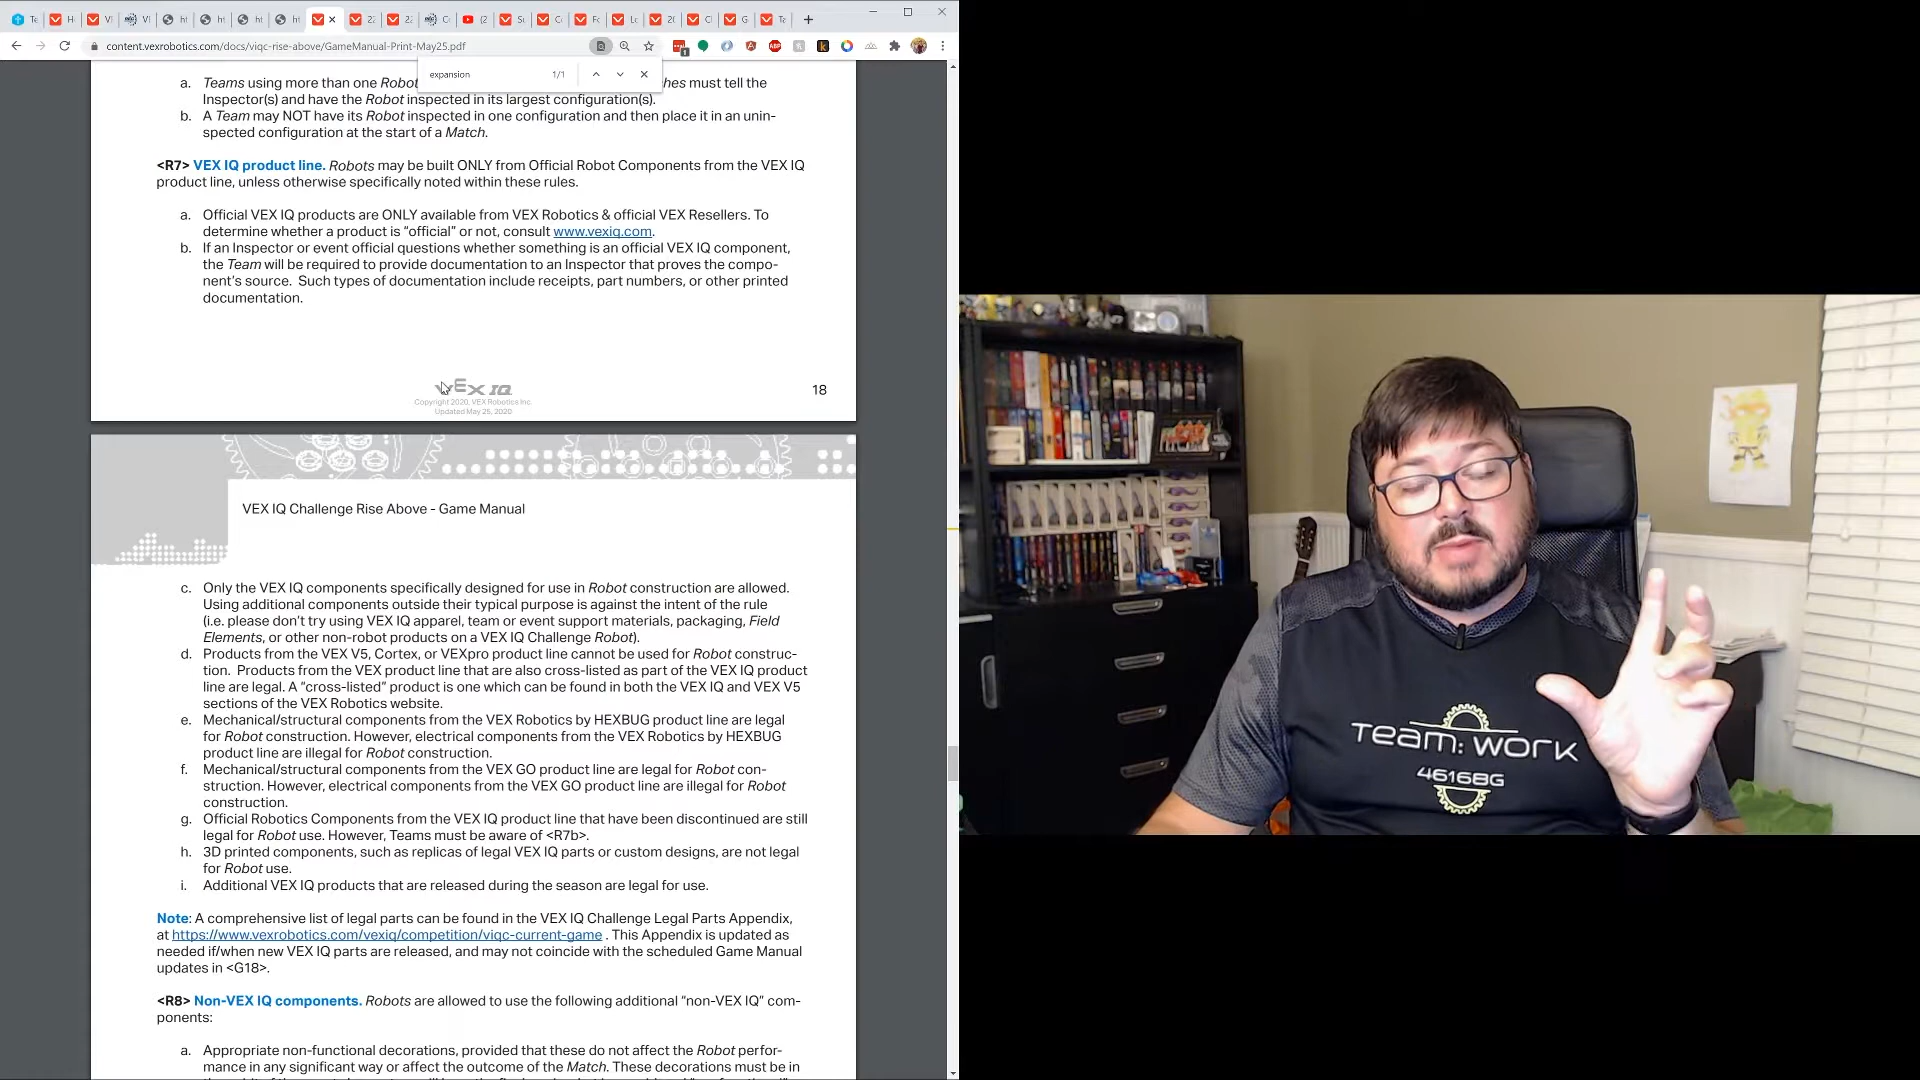 content.vexrobotics.com/docs/viqc-rise-above/GameManual-Print-May25.pdf
expansion
1/1
a. Teams using more than one Robot
hes must tell the
Inspector(s) and have the Robot inspected in its largest configuration(s).
b. A Team may NOT have its Robot inspected in one configuration and then place it in an unin-
spected configuration at the start of a Match.
<R7> VEX IQ product line. Robots may be built ONLY from Official Robot Components from the VEX IQ
product line, unless otherwise specifically noted within these rules.
a. Official VEX IQ products are ONLY available from VEX Robotics & official VEX Resellers. To
determine whether a product is “official” or not, consult www.vexiq.com.
b. If an Inspector or event official questions whether something is an official VEX IQ component,
the Team will be required to provide documentation to an Inspector that proves the compo-
nent’s source. Such types of documentation include receipts, part numbers, or other printed
documentation.
VEX IQ
Copyright 2020, VEX Robotics Inc.
Updated May 25, 2020
18
VEX IQ Challenge Rise Above - Game Manual
c. Only the VEX IQ components specifically designed for use in Robot construction are allowed.
Using additional components outside their typical purpose is against the intent of the rule
(i.e. please don’t try using VEX IQ apparel, team or event support materials, packaging, Field
Elements, or other non-robot products on a VEX IQ Challenge Robot).
d. Products from the VEX V5, Cortex, or VEXpro product line cannot be used for Robot construc-
tion. Products from the VEX product line that are also cross-listed as part of the VEX IQ product
line are legal. A “cross-listed” product is one which can be found in both the VEX IQ and VEX V5
sections of the VEX Robotics website.
e. Mechanical/structural components from the VEX Robotics by HEXBUG product line are legal
for Robot construction. However, electrical components from the VEX Robotics by HEXBUG
product line are illegal for Robot construction.
f. Mechanical/structural components from the VEX GO product line are legal for Robot con-
struction. However, electrical components from the VEX GO product line are illegal for Robot
construction.
g. Official Robotics Components from the VEX IQ product line that have been discontinued are still
legal for Robot use. However, Teams must be aware of <R7b>.
h. 3D printed components, such as replicas of legal VEX IQ parts or custom designs, are not legal
for Robot use.
i. Additional VEX IQ products that are released during the season are legal for use.
Note: A comprehensive list of legal parts can be found in the VEX IQ Challenge Legal Parts Appendix,
at https://www.vexrobotics.com/vexiq/competition/viqc-current-game . This Appendix is updated as
needed if/when new VEX IQ parts are released, and may not coincide with the scheduled Game Manual
updates in <G18>.
<R8> Non-VEX IQ components. Robots are allowed to use the following additional “non-VEX IQ” com-
ponents:
a. Appropriate non-functional decorations, provided that these do not affect the Robot perfor-
mance in any significant way or affect the outcome of the Match. These decorations must be in
Team: Work
46168G